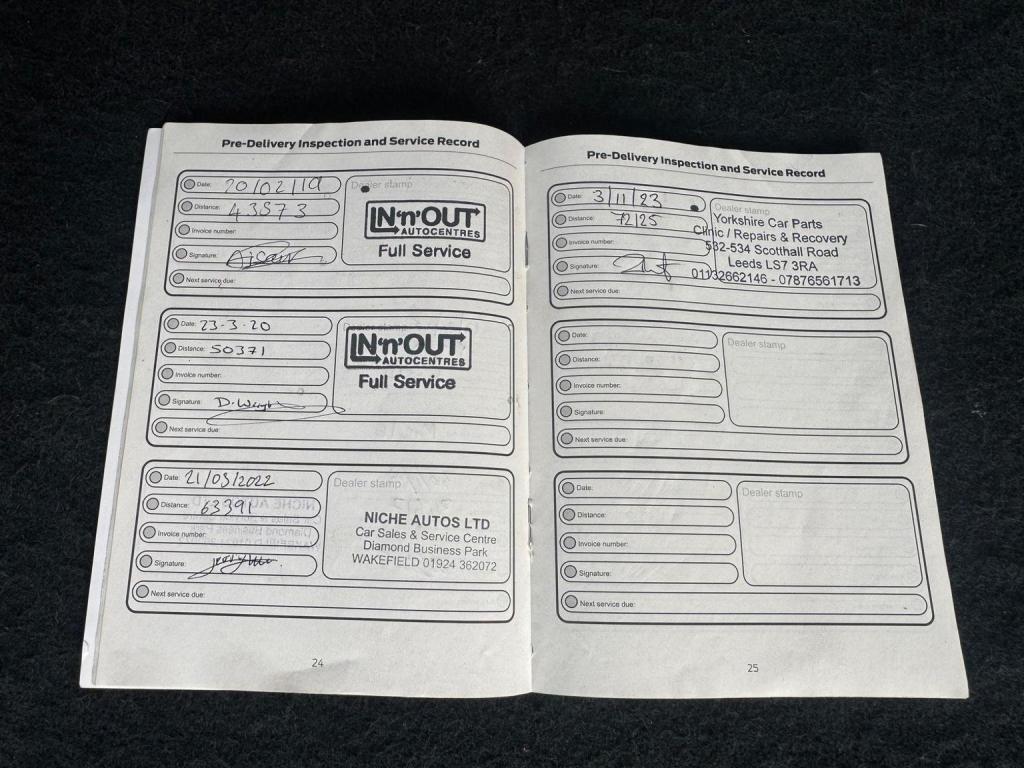 Pre-Delivery Inspection and Service Record
Date: 20/02/19
Distance: 43573
Invoice number:
Signature:
Next service due:
Dealer stamp
IN'n'OUT
AUTOCENTRES
Full Service
Date: 23-3-20
Distance: 50371
Invoice number:
Signature:
Next service due:
Dealer stamp
IN'n'OUT
AUTOCENTRES
Full Service
Date: 21/03/2022
Distance: 63391
Invoice number:
Signature:
Next service due:
Dealer stamp
NICHE AUTOS LTD
Car Sales & Service Centre
Diamond Business Park
WAKEFIELD 01924 362072
24
Pre-Delivery Inspection and Service Record
Date: 3/11/23
Distance: 72125
Invoice number:
Signature:
Next service due:
Dealer stamp
Yorkshire Car Parts
Clinic / Repairs & Recovery
532-534 Scotthall Road
Leeds LS7 3RA
01132662146 - 07876561713
Date:
Distance:
Invoice number:
Signature:
Next service due:
Dealer stamp
Date:
Distance:
Invoice number:
Signature:
Next service due:
Dealer stamp
25